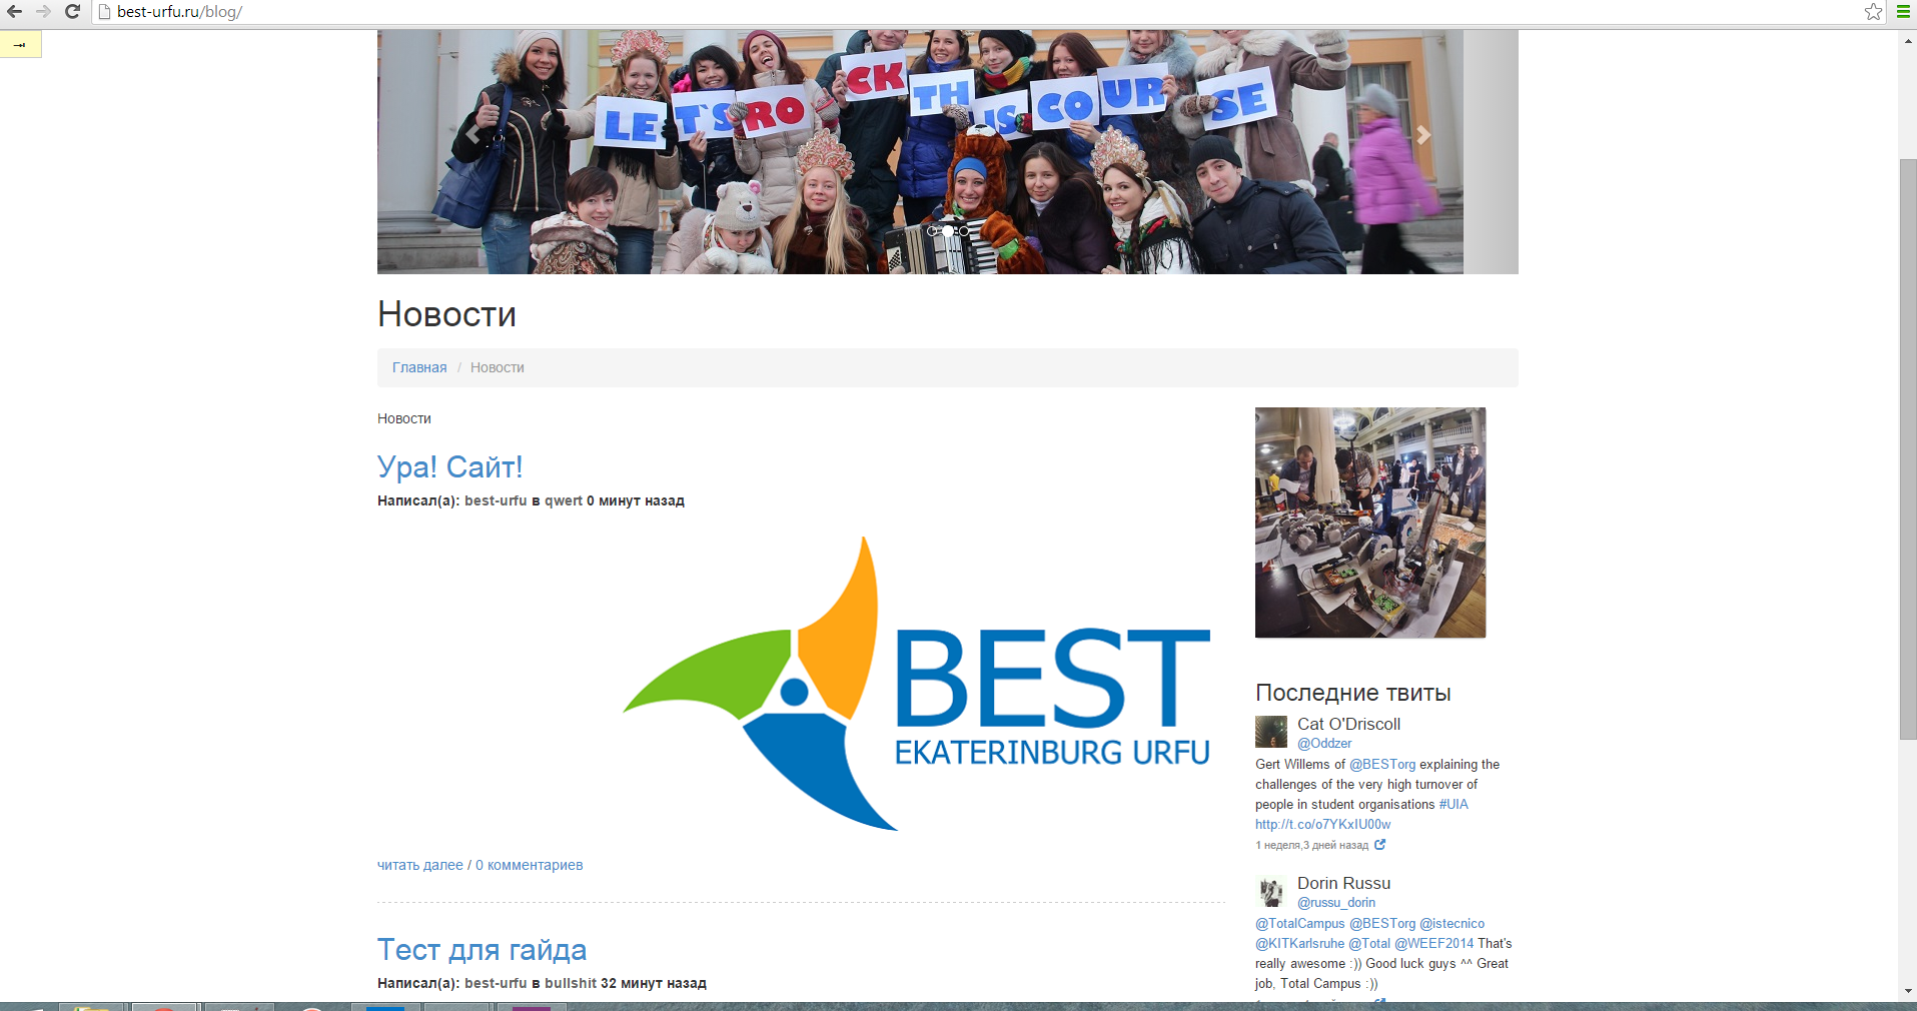 best-urfu.ru/blog/
LET`S ROCK THIS COURSE
Новости
Главная / Новости
Новости
Ура! Сайт!
Написал(а): best-urfu в qwert 0 минут назад
BEST
EKATERINBURG URFU
читать далее / 0 комментариев
Тест для гайда
Написал(а): best-urfu в bullshit 32 минут назад
Последние твиты
Cat O'Driscoll
@Oddzer
Gert Willems of @BESTorg explaining the
challenges of the very high turnover of
people in student organisations #UIA
http://t.co/o7YKxIU00w
1 неделя,3 дней назад
Dorin Russu
@russu_dorin
@TotalCampus @BESTorg @istecnico
@KITKarlsruhe @Total @WEEF2014 That's
really awesome :)) Good luck guys ^^ Great
job, Total Campus :))